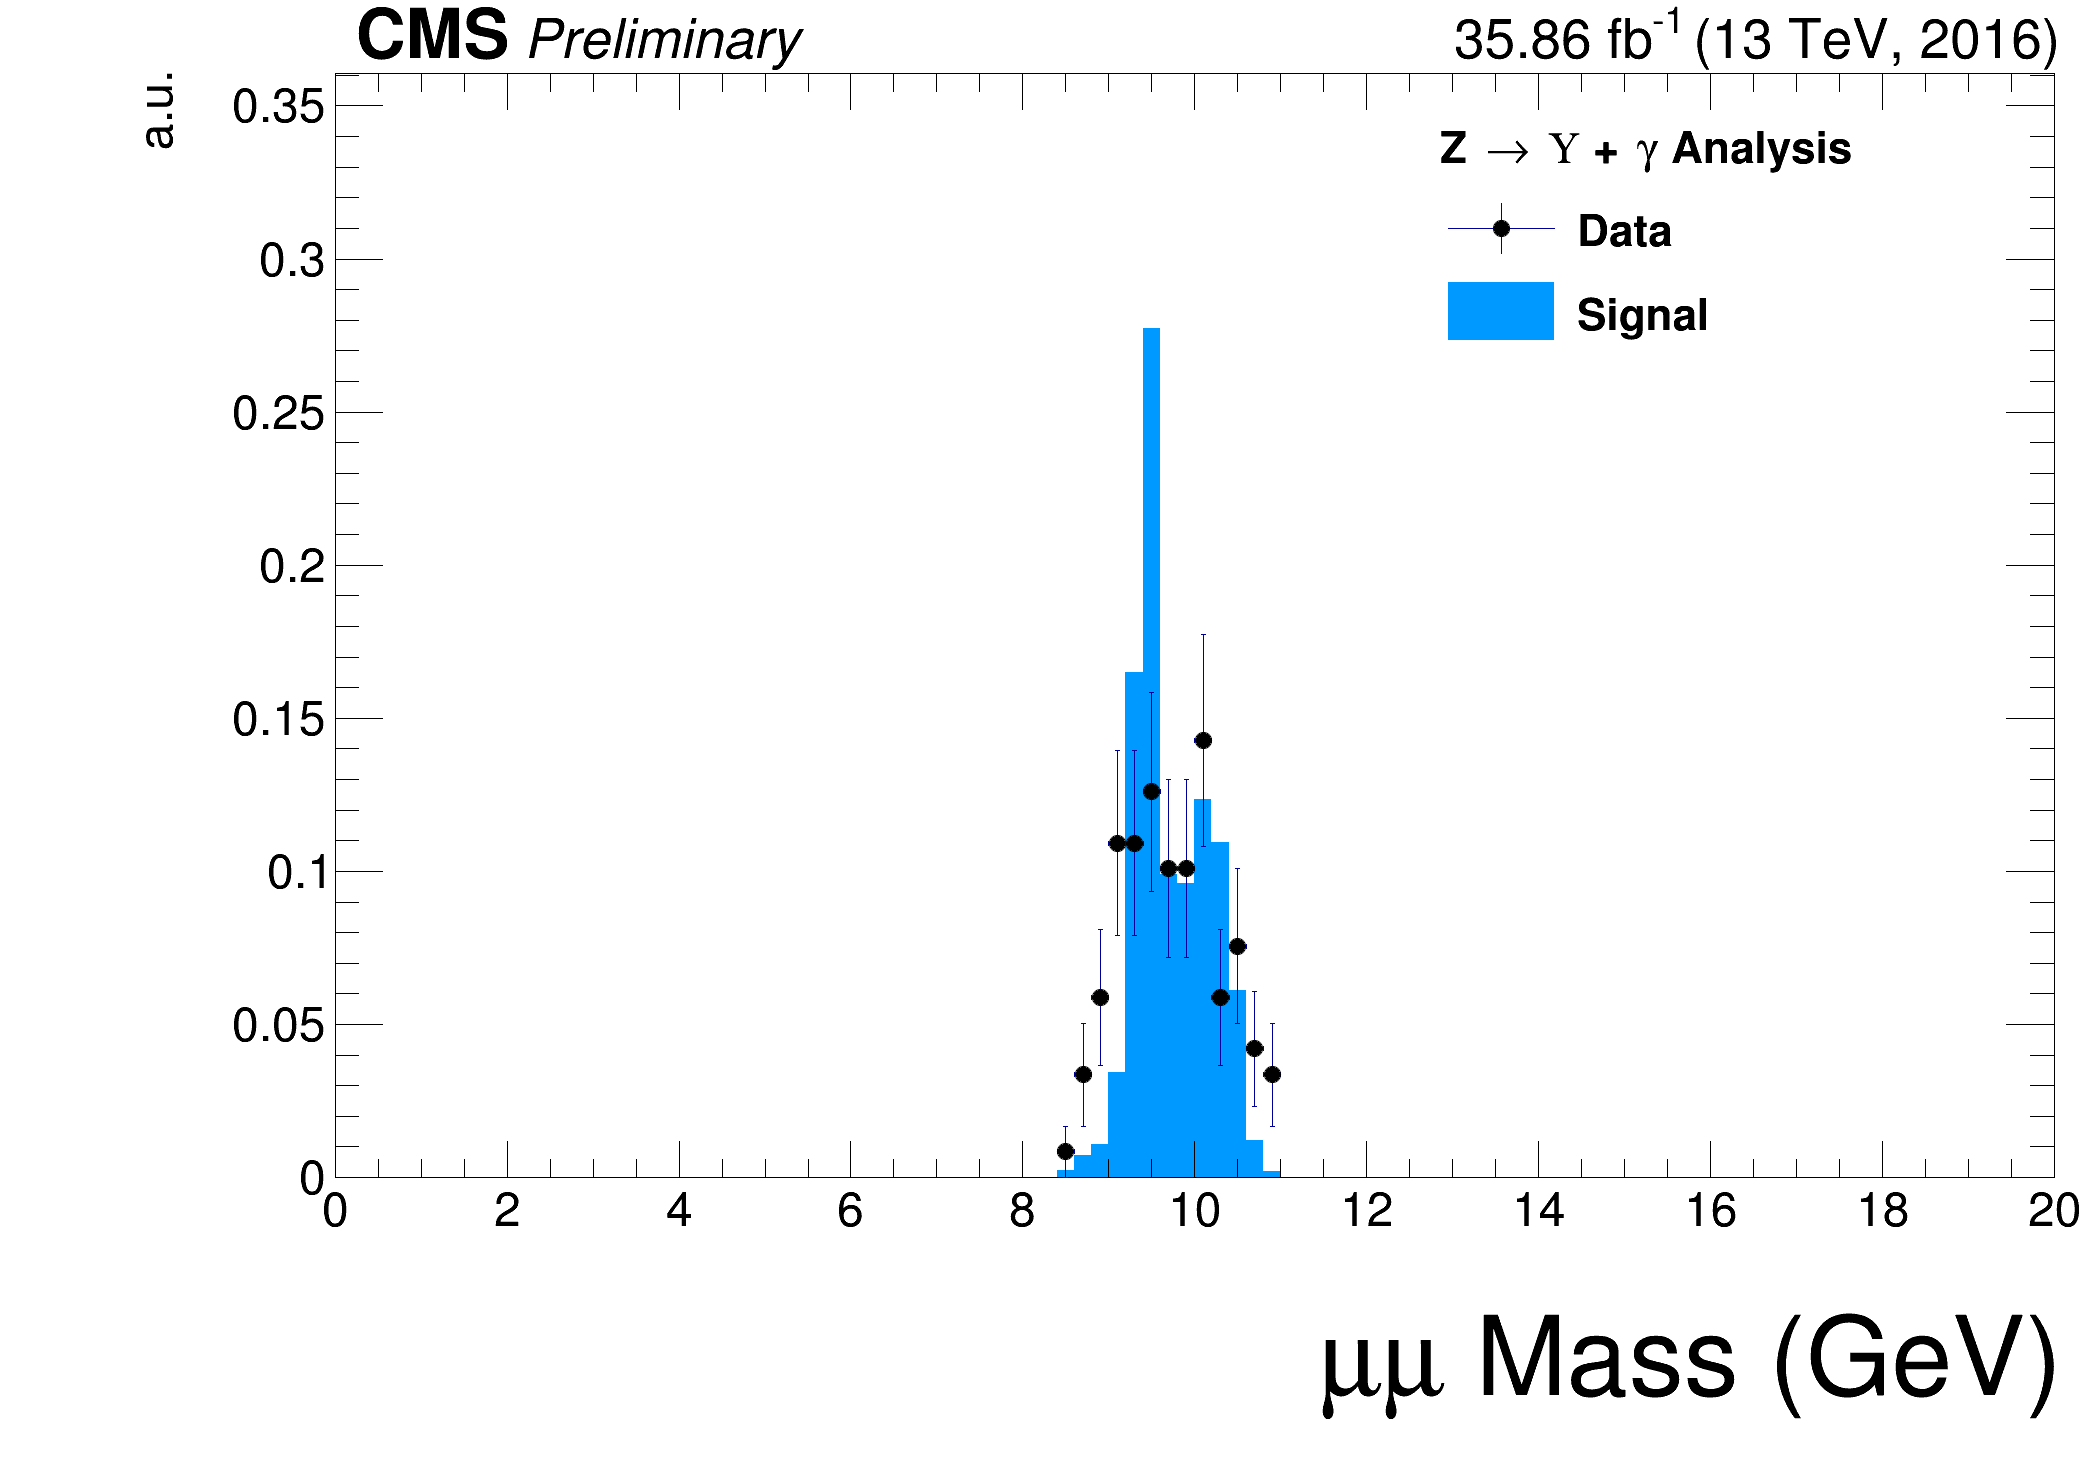 CMS Preliminary 35.86 fb⁻¹ (13 TeV, 2016)
a.u.
Z → Υ + γ Analysis
Data
Signal
0.35
0.3
0.25
0.2
0.15
0.1
0.05
0
0 2 4 6 8 10 12 14 16 18 20
μμ Mass (GeV)